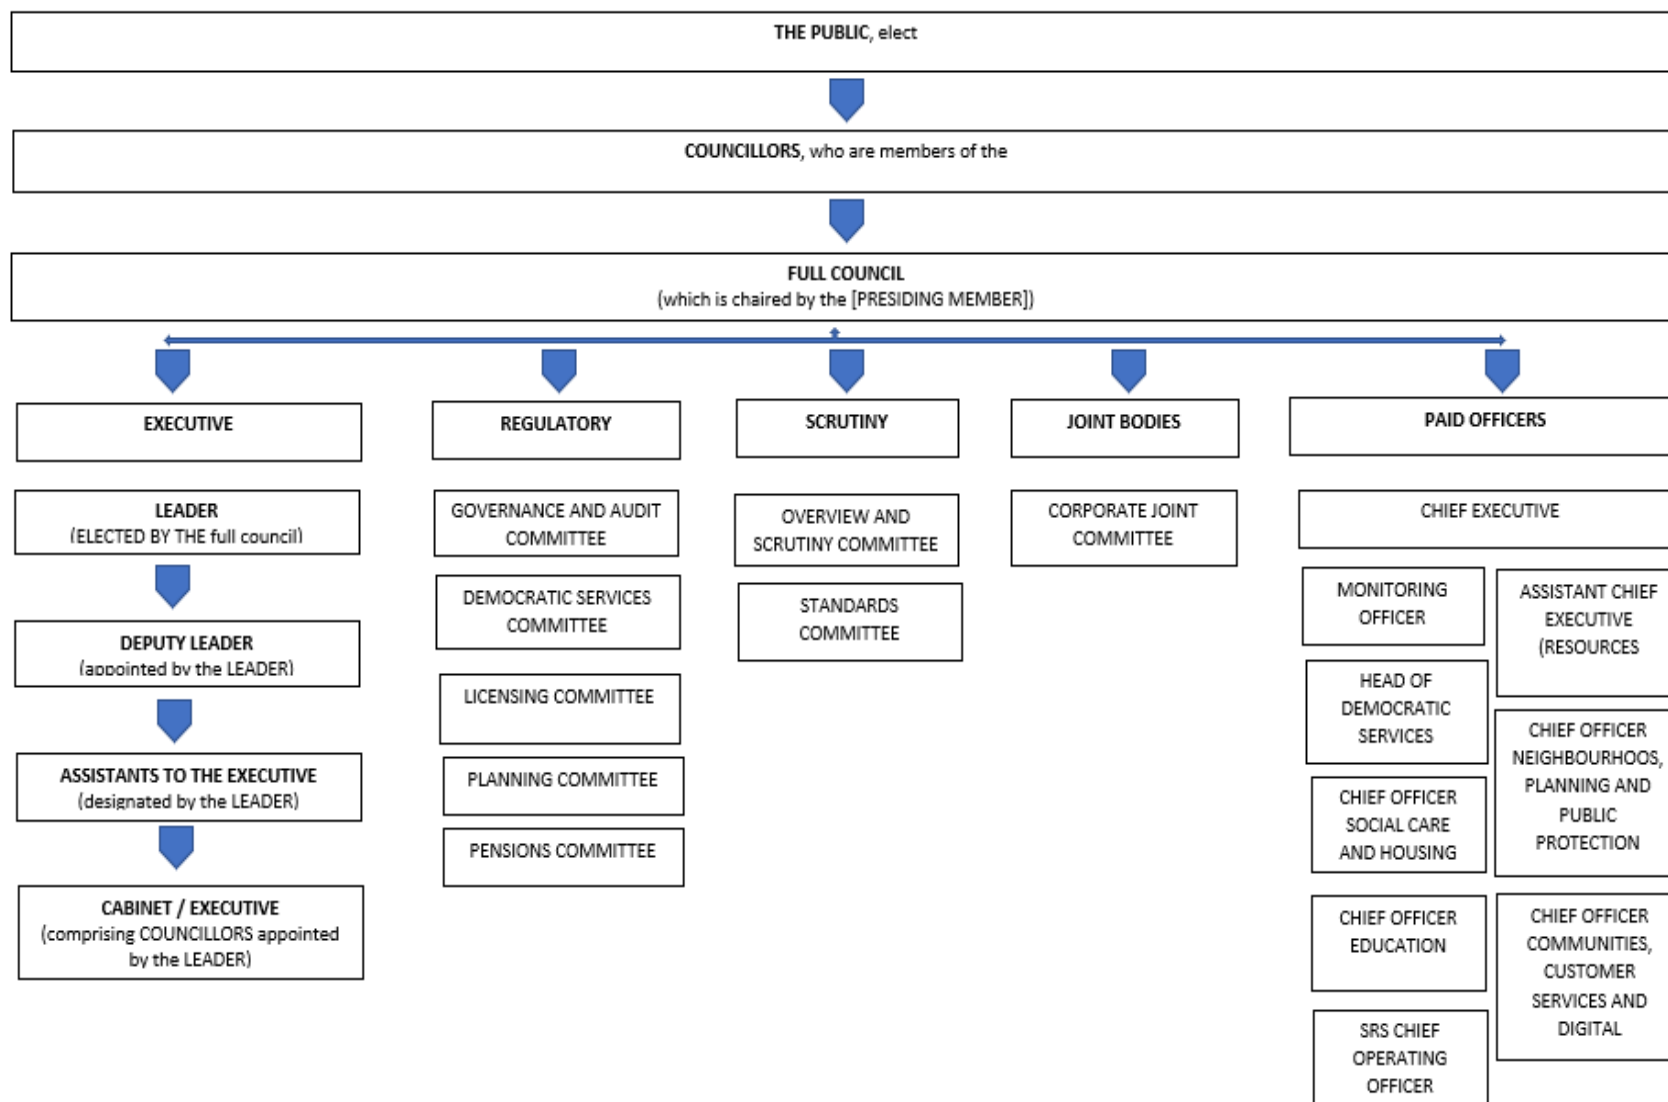 THE PUBLIC, elect
COUNCILLORS, who are members of the
FULL COUNCIL
(which is chaired by the [PRESIDING MEMBER])
EXECUTIVE
REGULATORY
SCRUTINY
JOINT BODIES
PAID OFFICERS
LEADER
(ELECTED BY THE full council)
DEPUTY LEADER
(appointed by the LEADER)
ASSISTANTS TO THE EXECUTIVE
(designated by the LEADER)
CABINET / EXECUTIVE
(comprising COUNCILLORS appointed
by the LEADER)
GOVERNANCE AND AUDIT
COMMITTEE
DEMOCRATIC SERVICES
COMMITTEE
LICENSING COMMITTEE
PLANNING COMMITTEE
PENSIONS COMMITTEE
OVERVIEW AND
SCRUTINY COMMITTEE
STANDARDS
COMMITTEE
CORPORATE JOINT
COMMITTEE
CHIEF EXECUTIVE
MONITORING
OFFICER
HEAD OF
DEMOCRATIC
SERVICES
CHIEF OFFICER
SOCIAL CARE
AND HOUSING
CHIEF OFFICER
EDUCATION
SRS CHIEF
OPERATING
OFFICER
ASSISTANT CHIEF
EXECUTIVE
(RESOURCES
CHIEF OFFICER
NEIGHBOURHOOS,
PLANNING AND
PUBLIC
PROTECTION
CHIEF OFFICER
COMMUNITIES,
CUSTOMER
SERVICES AND
DIGITAL